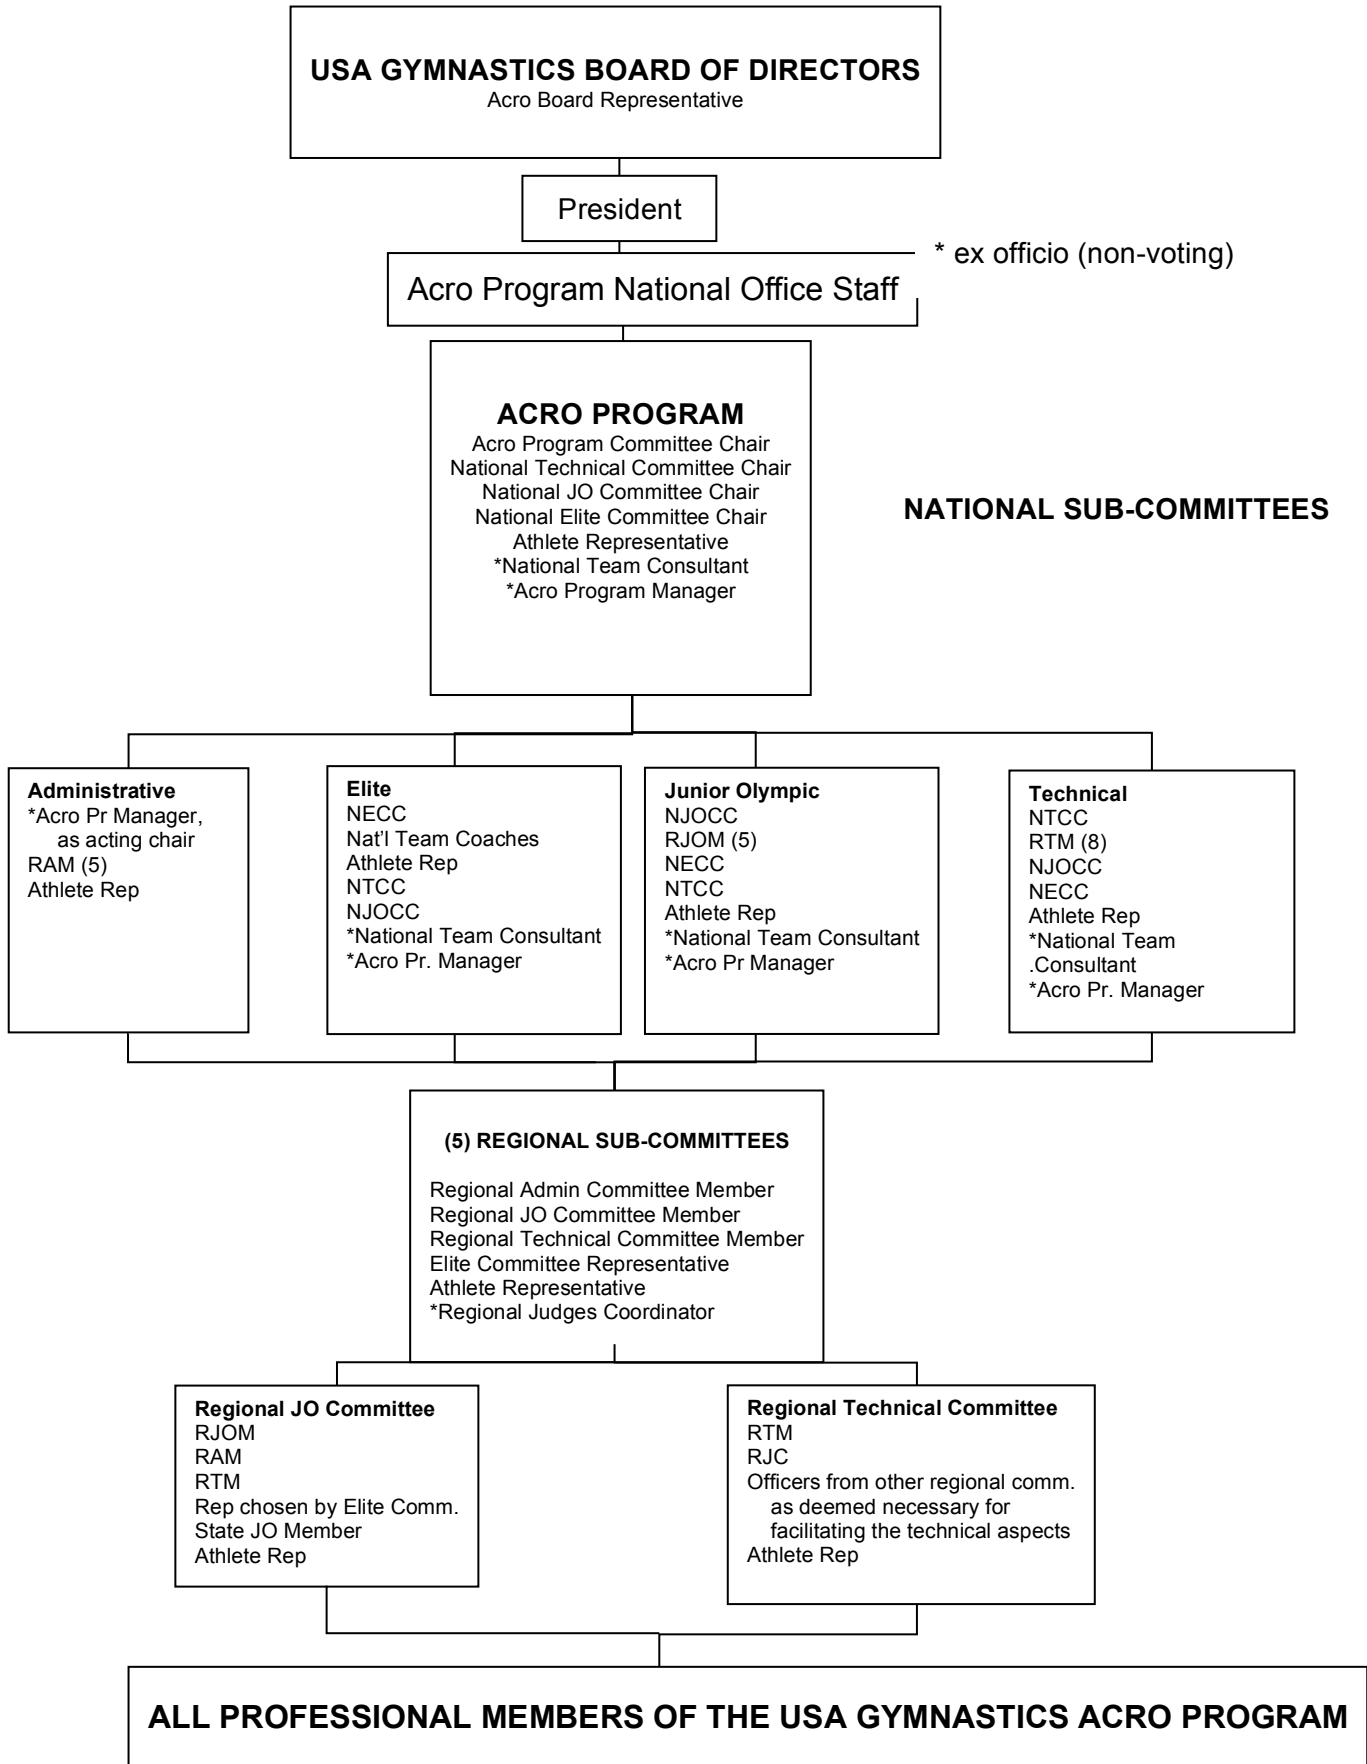 USA GYMNASTICS BOARD OF DIRECTORS
Acro Board Representative
President
* ex officio (non-voting)
Acro Program National Office Staff
ACRO PROGRAM
Acro Program Committee Chair
National Technical Committee Chair
National JO Committee Chair
National Elite Committee Chair
Athlete Representative
*National Team Consultant
*Acro Program Manager
NATIONAL SUB-COMMITTEES
Administrative
*Acro Pr Manager,
as acting chair
RAM (5)
Athlete Rep
Elite
NECC
Nat'l Team Coaches
Athlete Rep
NTCC
NJOCC
*National Team Consultant
*Acro Pr. Manager
Junior Olympic
NJOCC
RJOM (5)
NECC
NTCC
Athlete Rep
*National Team Consultant
*Acro Pr Manager
Technical
NTCC
RTM (8)
NJOCC
NECC
Athlete Rep
*National Team
.Consultant
*Acro Pr. Manager
(5) REGIONAL SUB-COMMITTEES
Regional Admin Committee Member
Regional JO Committee Member
Regional Technical Committee Member
Elite Committee Representative
Athlete Representative
*Regional Judges Coordinator
Regional JO Committee
RJOM
RAM
RTM
Rep chosen by Elite Comm.
State JO Member
Athlete Rep
Regional Technical Committee
RTM
RJC
Officers from other regional comm.
as deemed necessary for
facilitating the technical aspects
Athlete Rep
ALL PROFESSIONAL MEMBERS OF THE USA GYMNASTICS ACRO PROGRAM